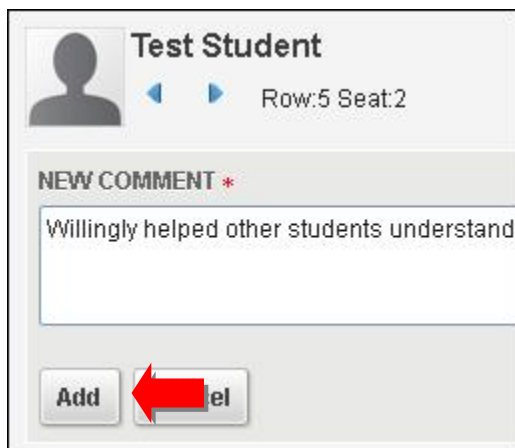 Test Student
Row:5 Seat:2
NEW COMMENT *
Willingly helped other students understand
Add